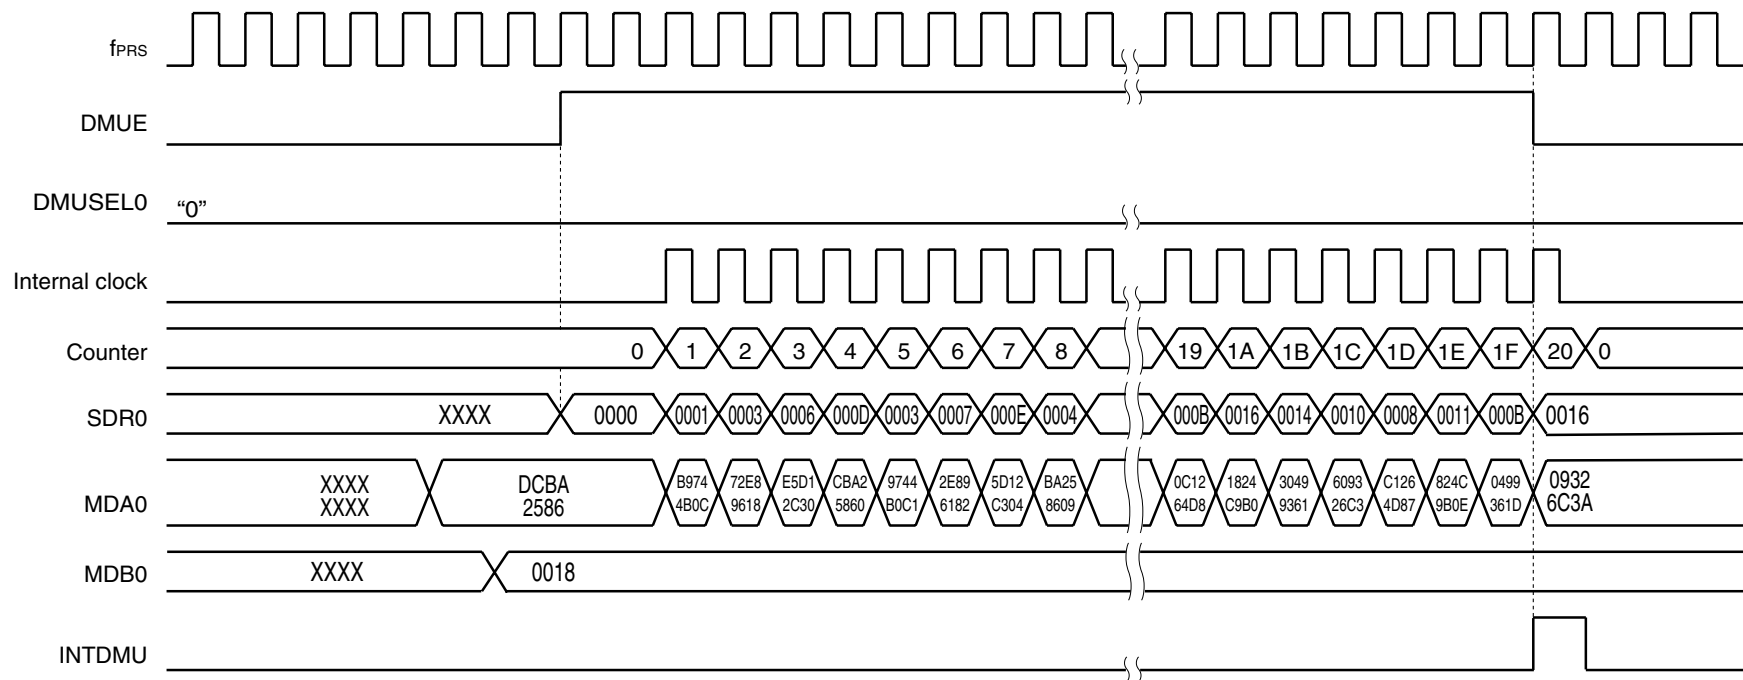 fPRS
DMUE
DMUSEL0 “0”
Internal clock
Counter 0 1 2 3 4 5 6 7 8 19 1A 1B 1C 1D 1E 1F 20 0
SDR0 XXXX 0000 0001 0003 0006 000D 0003 0007 000E 0004 000B 0016 0014 0010 0008 0011 000B 0016
MDA0 XXXX DCBA B974 72E8 E5D1 CBA2 9744 2E89 5D12 BA25 0C12 1824 3049 6093 C126 824C 0499 0932
XXXX 2586 4B0C 9618 2C30 5860 B0C1 6182 C304 8609 64D8 C9B0 9361 26C3 4D87 9B0E 361D 6C3A
MDB0 XXXX 0018
INTDMU